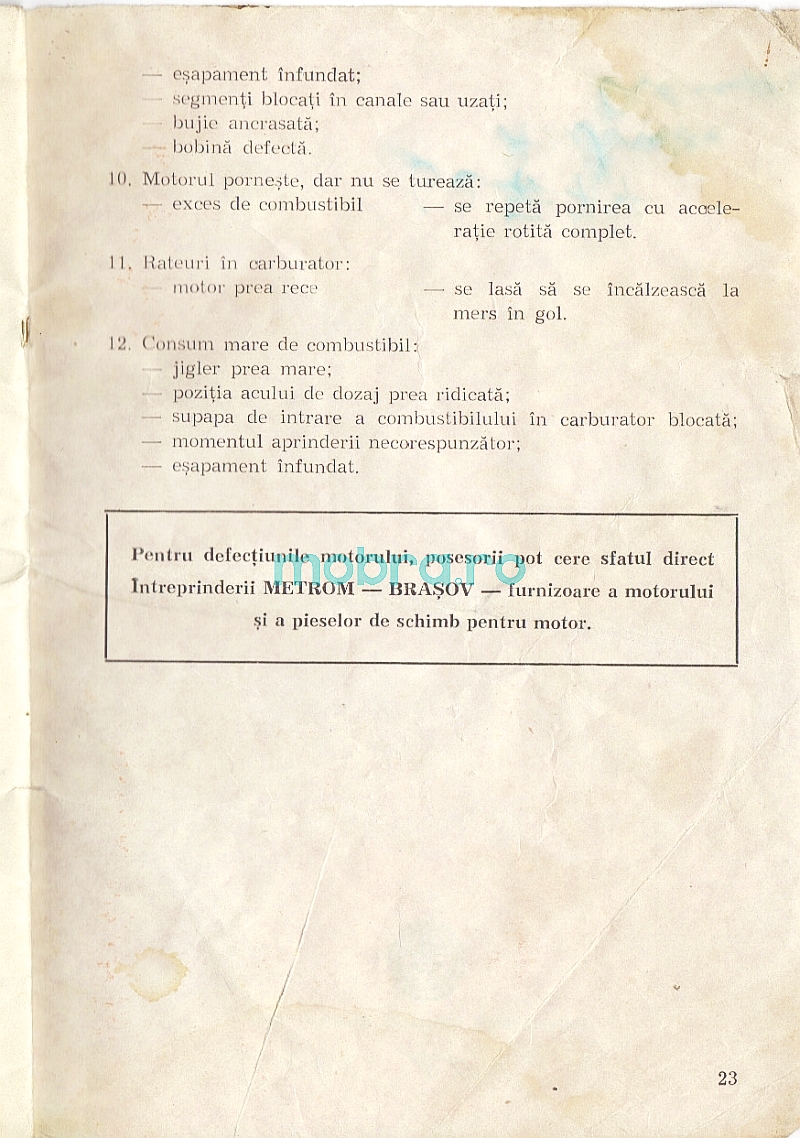 — eșapament înfundat;
— segmenți blocați în canale sau uzați;
— bujie ancrasată;
— bobină defectă.
10. Motorul pornește, dar nu se turează:
— exces de combustibil — se repetă pornirea cu accele-
rație rotită complet.
11. Rateuri în carburator:
— motor prea rece — se lasă să se încălzească la
mers în gol.
12. Consum mare de combustibil:
— jigler prea mare;
— poziția acului de dozaj prea ridicată;
— supapa de intrare a combustibilului în carburator blocată;
— momentul aprinderii necorespunzător;
— eșapament înfundat.
Pentru defecțiunile motorului, posesorii pot cere sfatul direct
mobra.ro
Întreprinderii METROM — BRAȘOV — furnizoare a motorului
și a pieselor de schimb pentru motor.
23